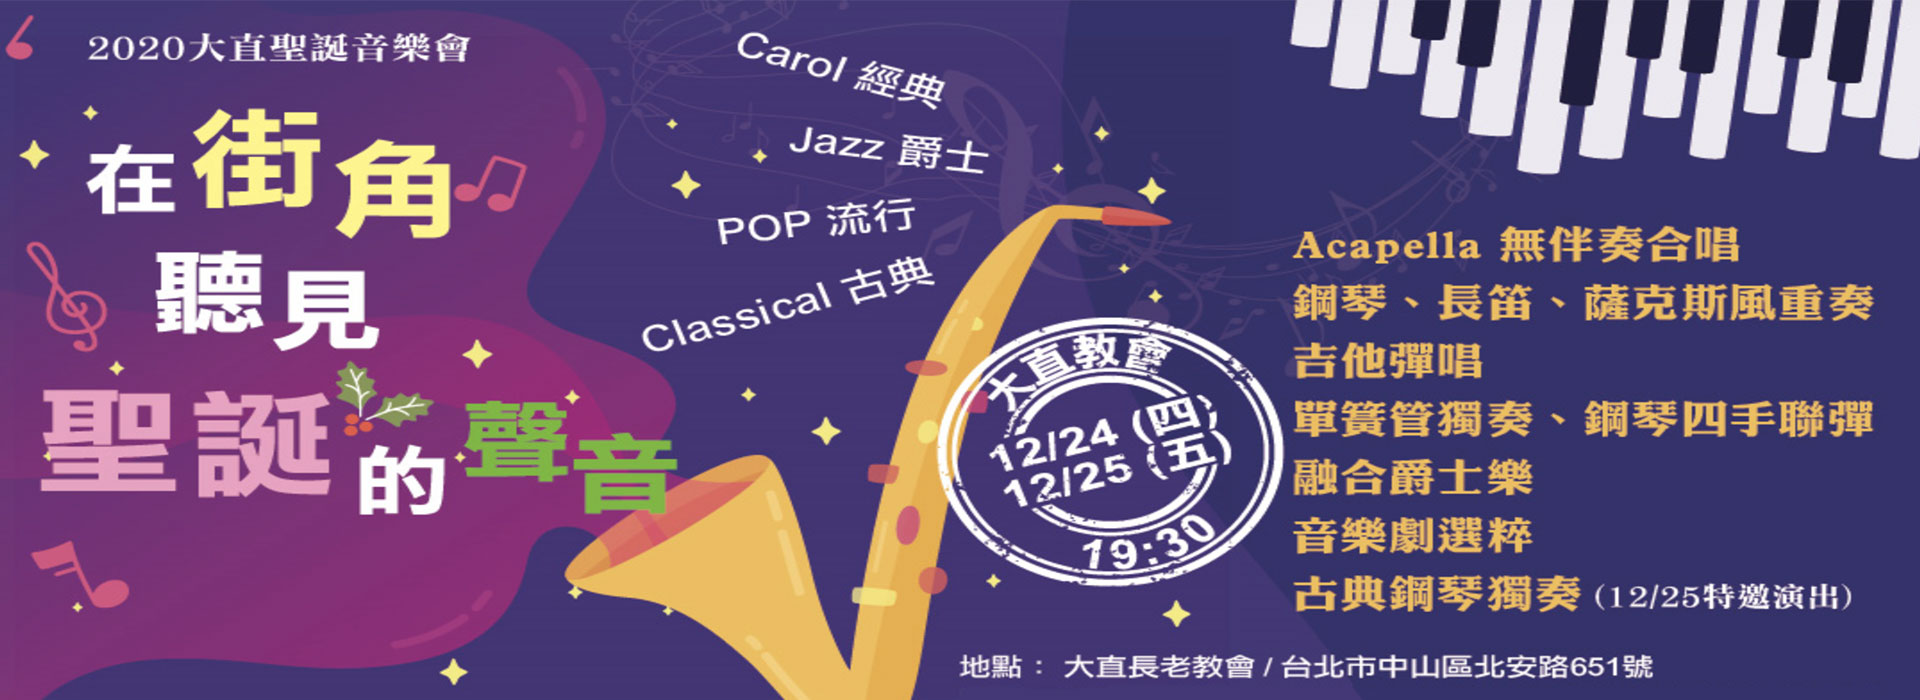 2020大直聖誕音樂會
在街角
聽見
聖誕的聲音
Carol 經典
Jazz 爵士
POP 流行
Classical 古典
大直教會
12/24 (四)
12/25 (五)
19:30
Acapella 無伴奏合唱
鋼琴、長笛、薩克斯風重奏
吉他彈唱
單簧管獨奏、鋼琴四手聯彈
融合爵士樂
音樂劇選粹
古典鋼琴獨奏 (12/25特邀演出)
地點： 大直長老教會 / 台北市中山區北安路651號